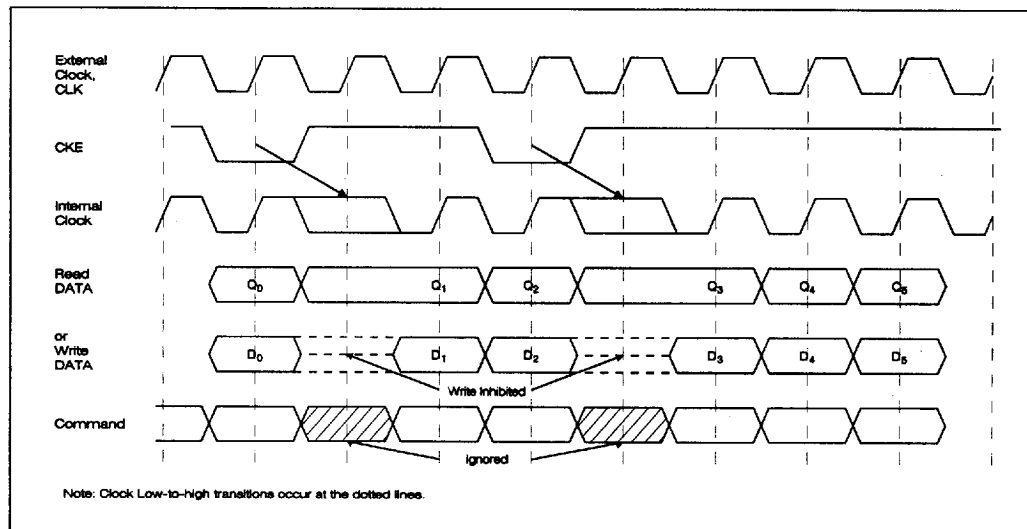 External
Clock,
CLK
CKE
Internal
Clock
Read
DATA
Q0 Q1 Q2 Q3 Q4 Q5
or
Write
DATA
D0 D1 D2 D3 D4 D5
Write Inhibited
Command
Ignored
Note: Clock Low-to-high transitions occur at the dotted lines.